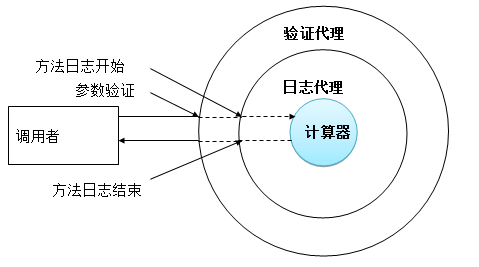 验证代理
方法日志开始
参数验证
日志代理
调用者
计算器
方法日志结束